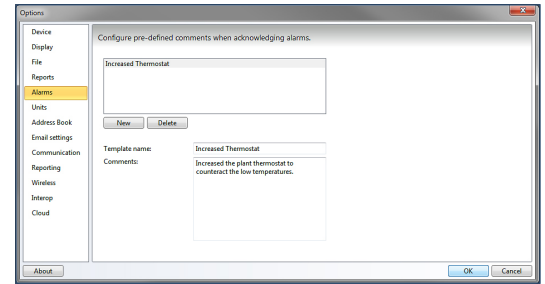 Options
Device
Display
File
Reports
Alarms
Units
Address Book
Email settings
Communication
Reporting
Wireless
Interop
Cloud
Configure pre-defined comments when acknowledging alarms.
Increased Thermostat
New
Delete
Template name:
Increased Thermostat
Comments:
Increased the plant thermostat to
counteract the low temperatures.
About
OK
Cancel